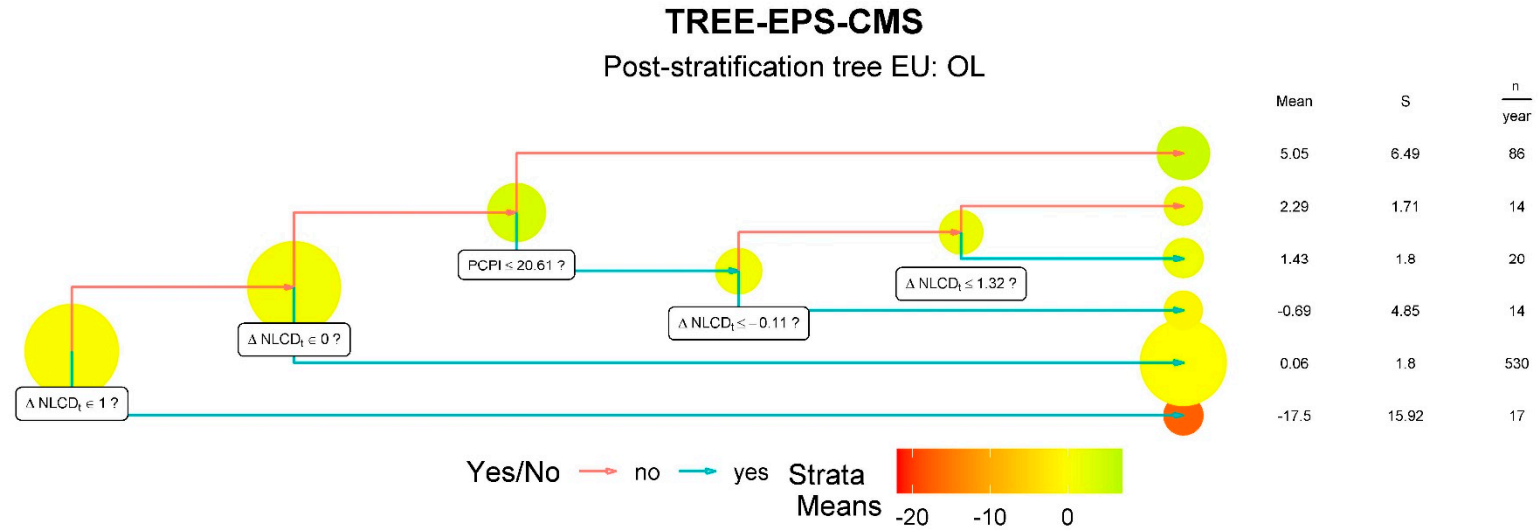 TREE-EPS-CMS
Post-stratification tree EU: OL
Mean S n/year
5.05 6.49 86
2.29 1.71 14
PCPI ≤ 20.61 ?
1.43 1.8 20
Δ NLCDt ≤ 1.32 ?
-0.69 4.85 14
Δ NLCDt ≤ −0.11 ?
Δ NLCDt ∈ 0 ?
0.06 1.8 530
Δ NLCDt ∈ 1 ?
-17.5 15.92 17
Yes/No no yes Strata
Means
-20 -10 0